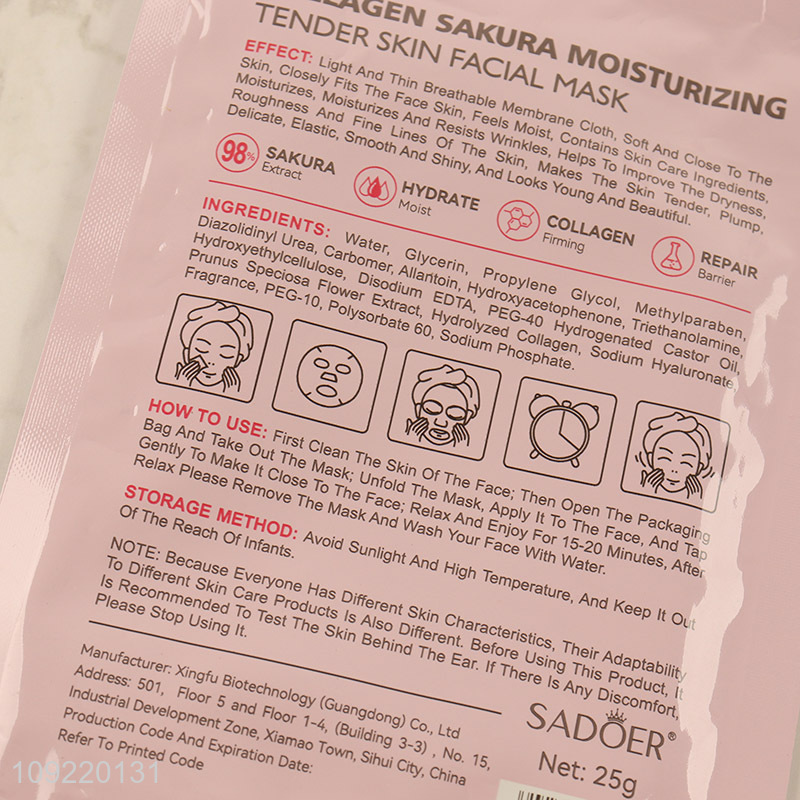 LLAGEN SAKURA MOISTURIZING
TENDER SKIN FACIAL MASK
EFFECT: Light And Thin Breathable Membrane Cloth, Soft And Close To The
Skin, Closely Fits The Face Skin, Feels Moist, Contains Skin Care Ingredients,
Moisturizes, Moisturizes And Resists Wrinkles, Helps To Improve The Dryness,
Roughness And Fine Lines Of The Skin, Makes The Skin Tender, Plump,
Delicate, Elastic, Smooth And Shiny, And Looks Young And Beautiful.
98% SAKURA
Extract
HYDRATE
Moist
COLLAGEN
Firming
REPAIR
Barrier
INGREDIENTS: Water, Glycerin, Propylene Glycol, Methylparaben,
Diazolidinyl Urea, Carbomer, Allantoin, Hydroxyacetophenone, Triethanolamine,
Hydroxyethylcellulose, Disodium EDTA, PEG-40 Hydrogenated Castor Oil,
Prunus Speciosa Flower Extract, Hydrolyzed Collagen, Sodium Hyaluronate,
Fragrance, PEG-10, Polysorbate 60, Sodium Phosphate.
HOW TO USE: First Clean The Skin Of The Face; Then Open The Packaging
Bag And Take Out The Mask; Unfold The Mask, Apply It To The Face, And Tap
Gently To Make It Close To The Face; Relax And Enjoy For 15-20 Minutes, After
Relax Please Remove The Mask And Wash Your Face With Water.
STORAGE METHOD: Avoid Sunlight And High Temperature, And Keep It Out
Of The Reach Of Infants.
NOTE: Because Everyone Has Different Skin Characteristics, Their Adaptability
To Different Skin Care Products Is Also Different. Before Using This Product, It
Is Recommended To Test The Skin Behind The Ear. If There Is Any Discomfort,
Please Stop Using It.
Manufacturer: Xingfu Biotechnology (Guangdong) Co., Ltd
Address: 501, Floor 5 and Floor 1-4, (Building 3-3) , No. 15,
Industrial Development Zone, Xiamao Town, Sihui City, China
Production Code And Expiration Date:
Refer To Printed Code
SADOER®
Net: 25g
100220131